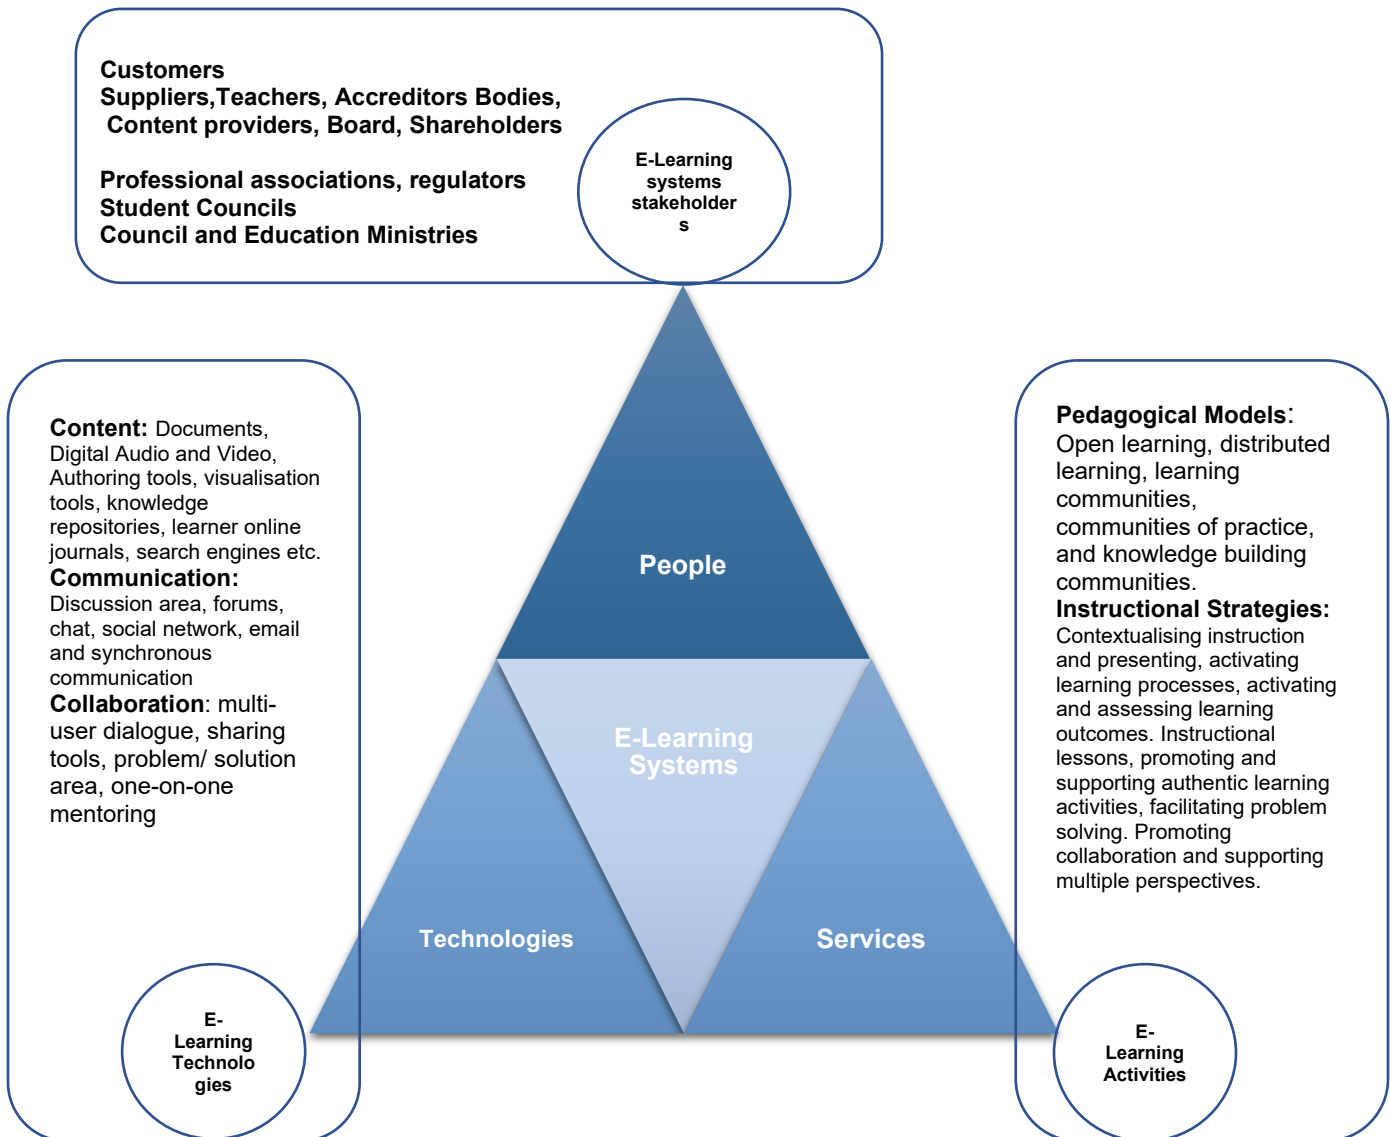 Customers
Suppliers,Teachers, Accreditors Bodies,
Content providers, Board, Shareholders
Professional associations, regulators
Student Councils
Council and Education Ministries
E-Learning
systems
stakeholder
s
People
E-Learning
Systems
Technologies
Services
Content: Documents,
Digital Audio and Video,
Authoring tools, visualisation
tools, knowledge
repositories, learner online
journals, search engines etc.
Communication:
Discussion area, forums,
chat, social network, email
and synchronous
communication
Collaboration: multi-
user dialogue, sharing
tools, problem/ solution
area, one-on-one
mentoring
E-
Learning
Technolo
gies
Pedagogical Models:
Open learning, distributed
learning, learning
communities,
communities of practice,
and knowledge building
communities.
Instructional Strategies:
Contextualising instruction
and presenting, activating
learning processes, activating
and assessing learning
outcomes. Instructional
lessons, promoting and
supporting authentic learning
activities, facilitating problem
solving. Promoting
collaboration and supporting
multiple perspectives.
E-
Learning
Activities